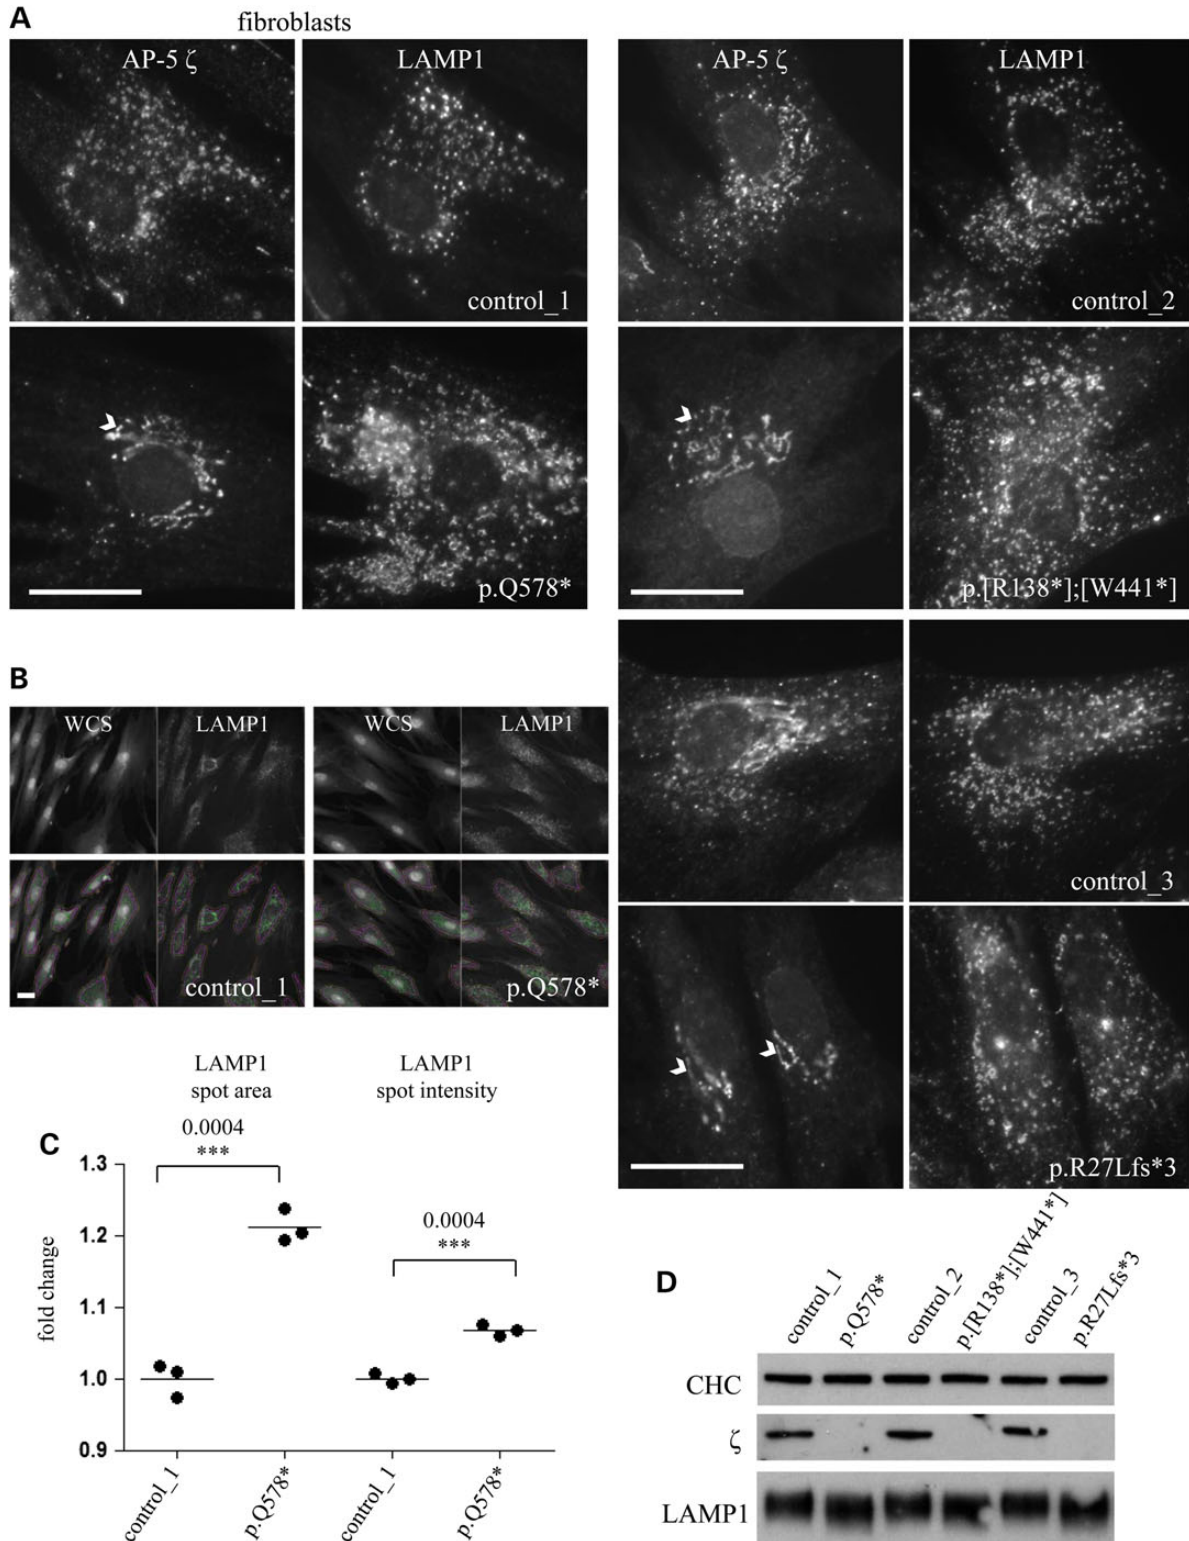 A
fibroblasts
AP-5 ζ
LAMP1
control_1
p.Q578*
AP-5 ζ
LAMP1
control_2
p.[R138*];[W441*]
control_3
p.R27Lfs*3
B
WCS
LAMP1
WCS
LAMP1
control_1
p.Q578*
C
LAMP1
spot area
LAMP1
spot intensity
0.0004
***
0.0004
***
fold change
1.3
1.2
1.1
1.0
0.9
control_1
p.Q578*
control_1
p.Q578*
D
control_1
p.Q578*
control_2
p.[R138*];[W441*]
control_3
p.R27Lfs*3
CHC
ζ
LAMP1